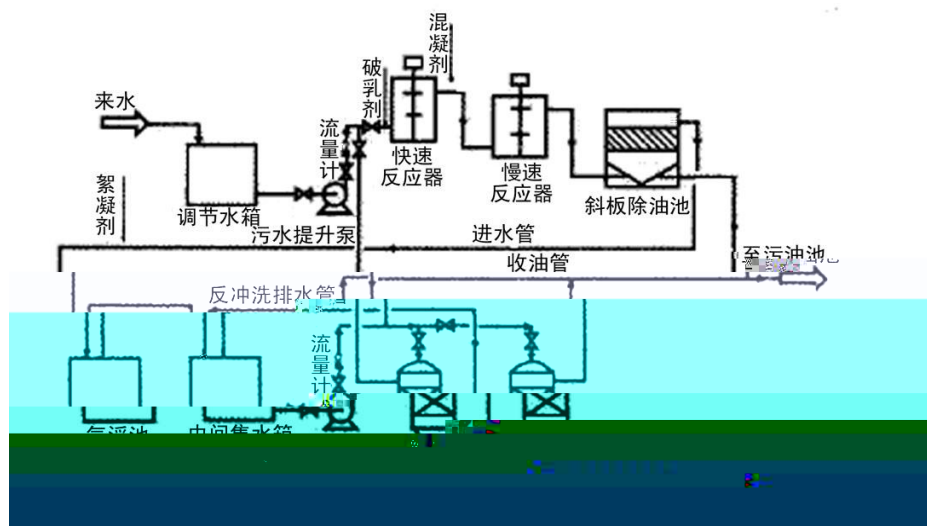 混凝剂
破乳剂
来水
流量计
快速
反应器
慢速
反应器
絮凝剂
调节水箱
斜板除油池
污水提升泵
进水管
收油管
至污油池
反冲洗排水管
流量计
气浮池
中间集水箱